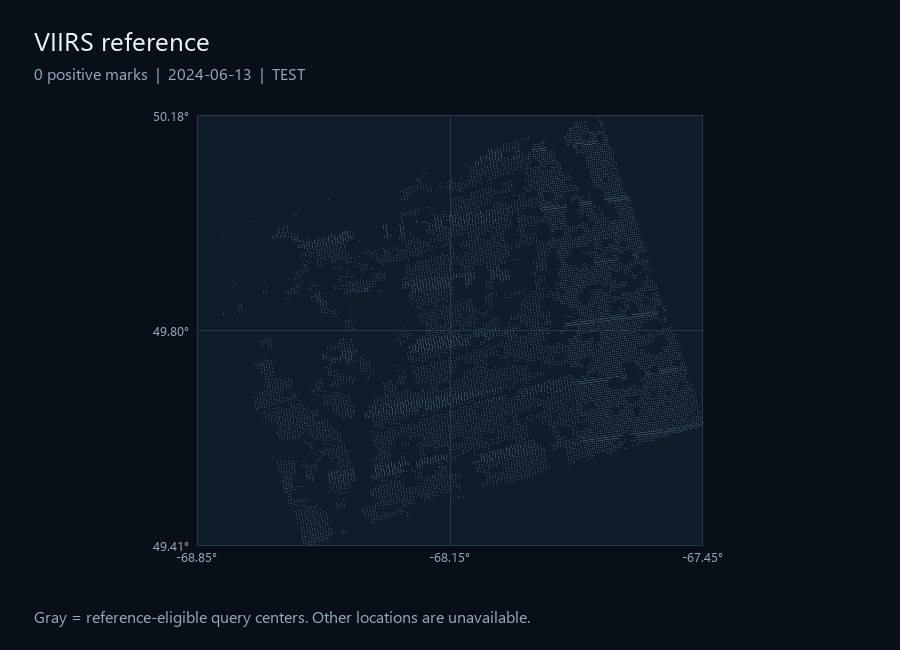 VIIRS reference
0 positive marks | 2024-06-13 | TEST
50.18°
49.80°
49.41°
-68.85°
-68.15°
-67.45°
Gray = reference-eligible query centers. Other locations are unavailable.